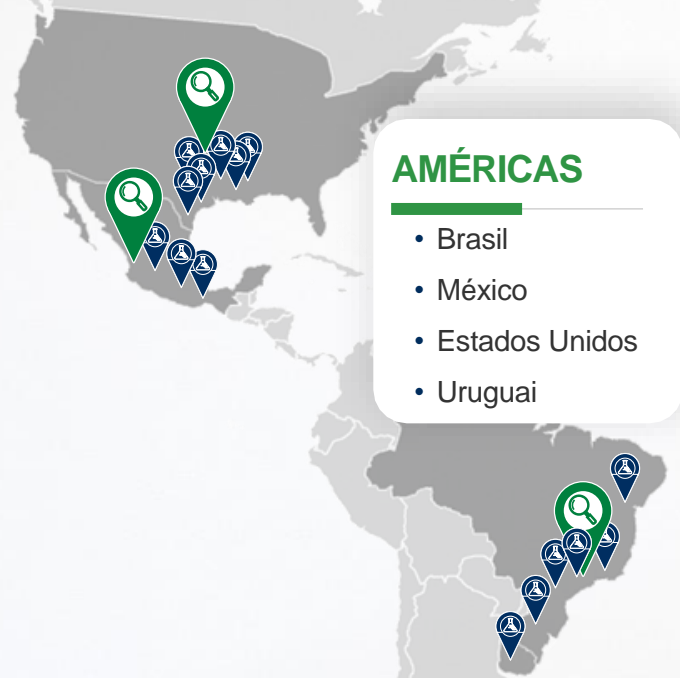 AMÉRICAS
• Brasil
• México
• Estados Unidos
• Uruguai